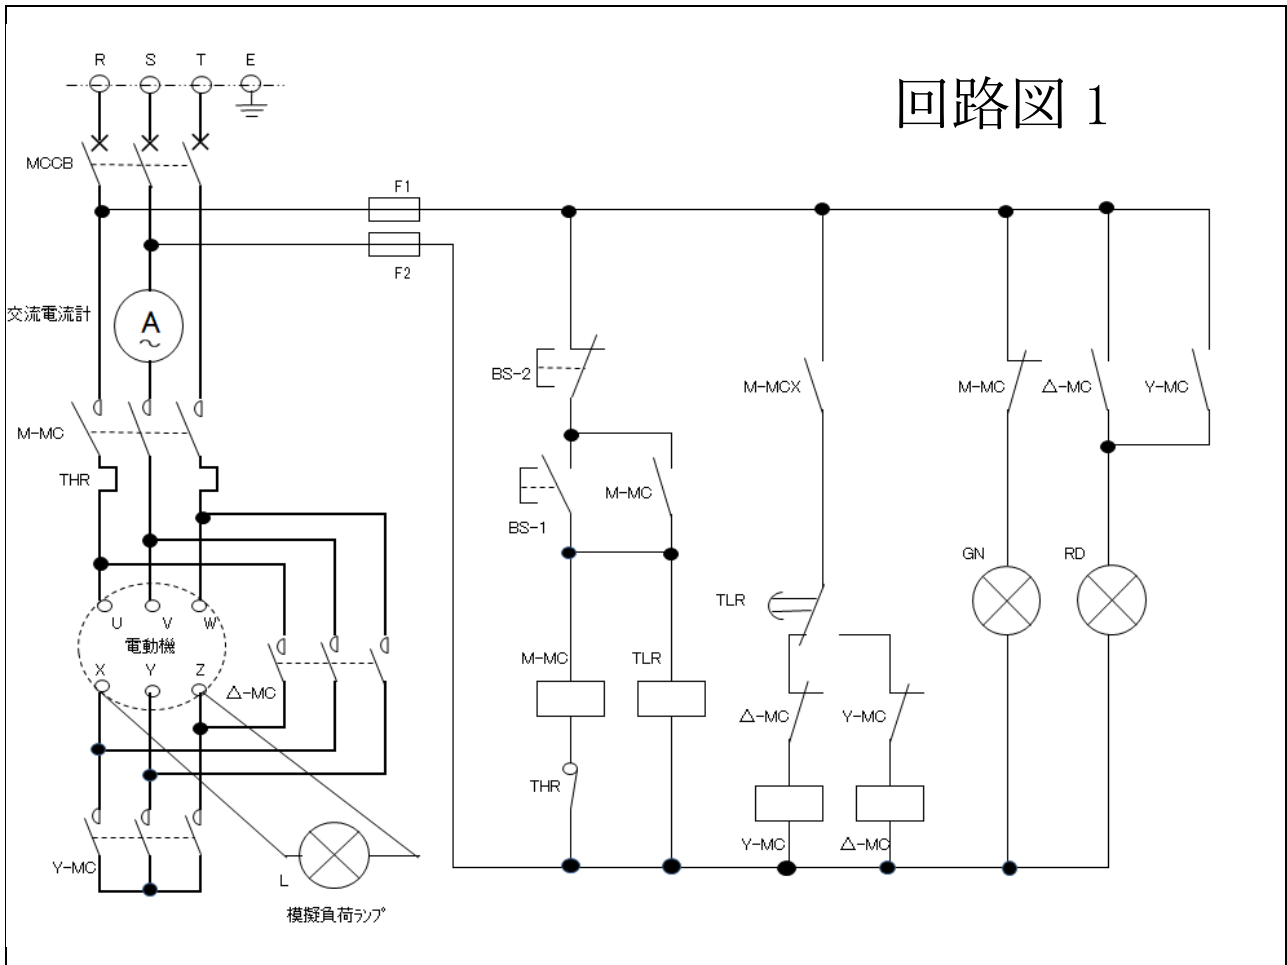 R S T E
回路図１
MCCB
F1
F2
交流電流計
A
M-MC
THR
BS-2
BS-1
M-MC
M-MCX
M-MC
△-MC
Y-MC
U V W
電動機
X Y Z
△-MC
Y-MC
L
模擬負荷ﾗﾝﾌﾟ
M-MC
TLR
THR
TLR
△-MC
Y-MC
Y-MC
△-MC
GN
RD